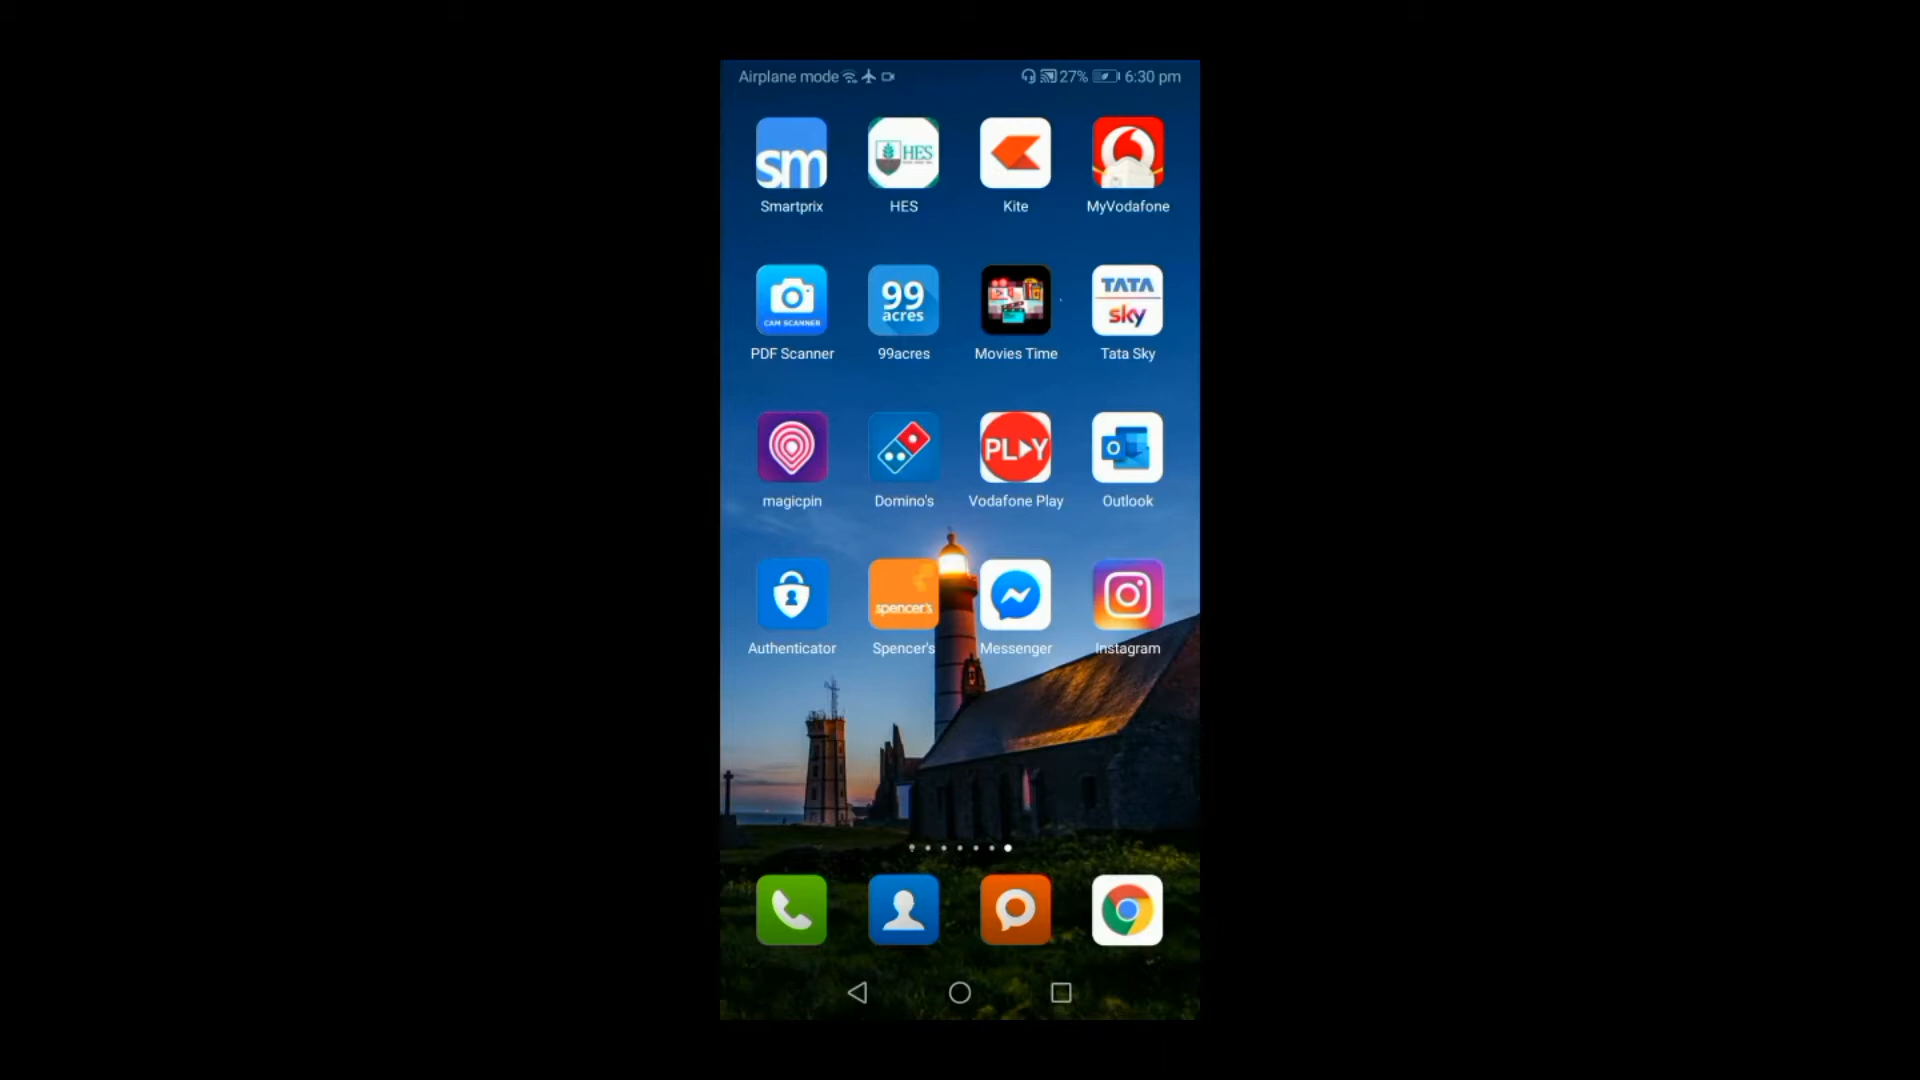 Airplane mode 27% 6:30 pm
sm HES
Smartprix HES Kite MyVodafone
99 acres TATA sky
CAM SCANNER
PDF Scanner 99acres Movies Time Tata Sky
PLAY O
magicpin Domino's Vodafone Play Outlook
spencer's
Authenticator Spencer's Messenger Instagram